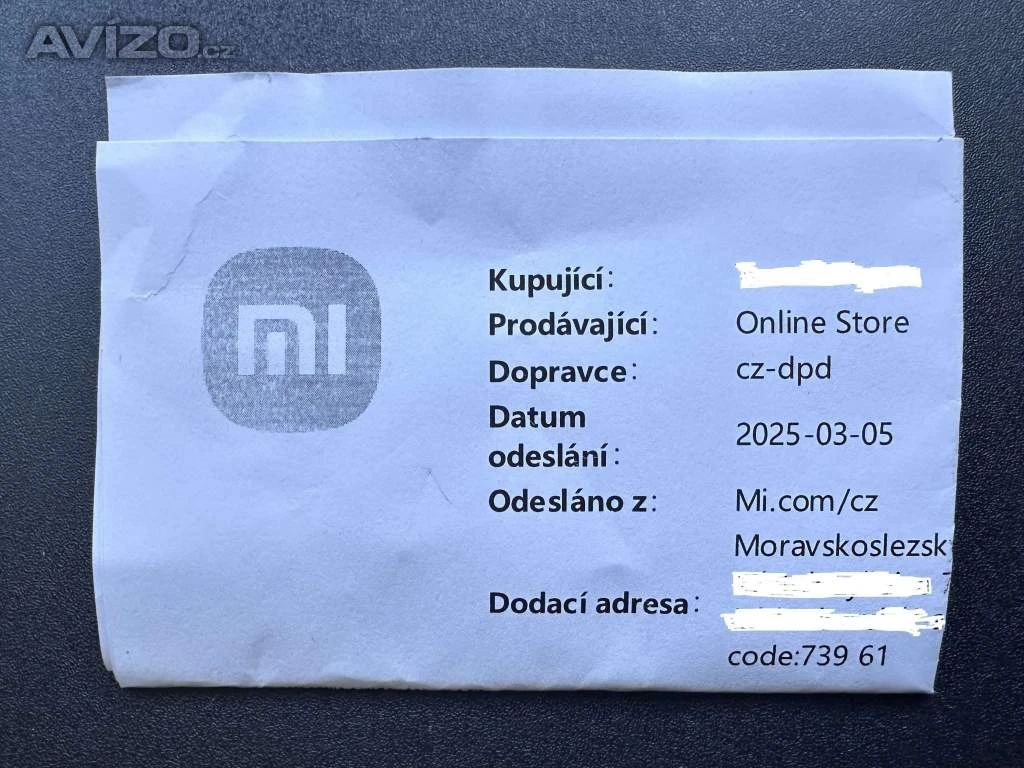 AVÍZO.cz
mi
Kupující:
Prodávající: Online Store
Dopravce: cz-dpd
Datum
odeslání: 2025-03-05
Odesláno z: Mi.com/cz
Moravskoslezsk
Dodací adresa:
code:739 61